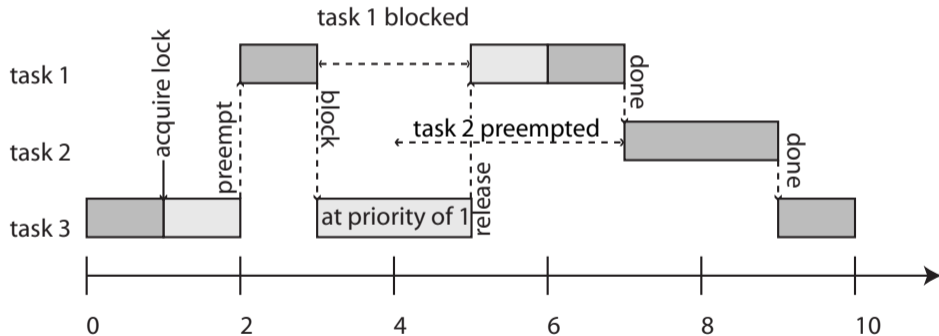 task 1 blocked
task 1
acquire lock
preempt
block
done
task 2 preempted
task 2
release
done
task 3
at priority of 1
0 2 4 6 8 10